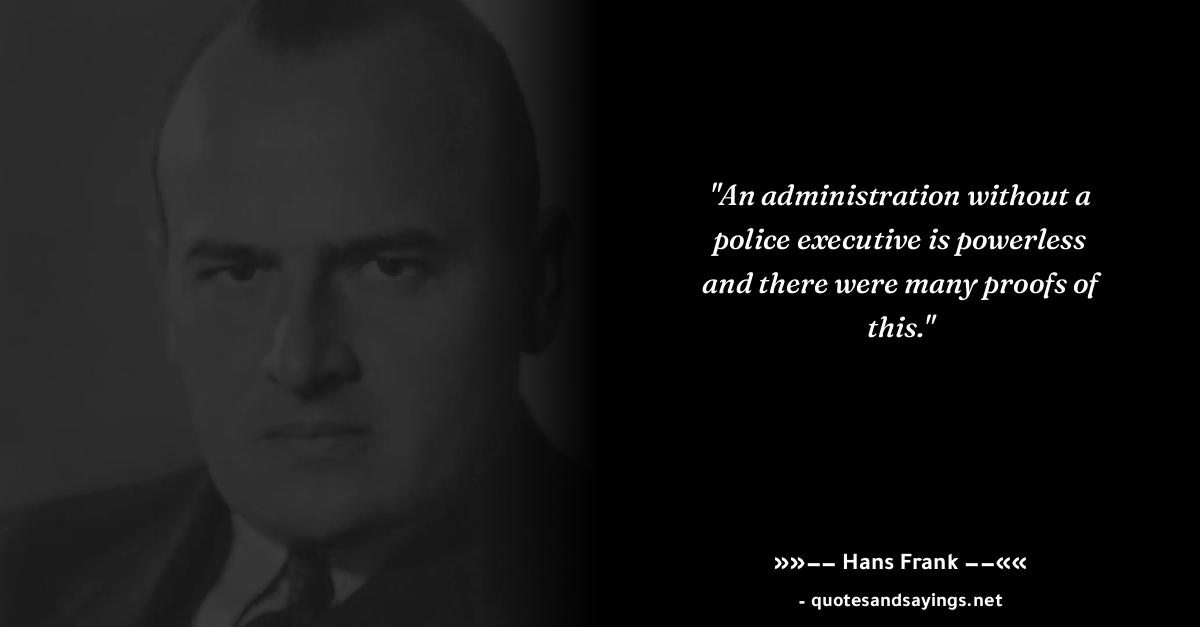 "An administration without a
police executive is powerless
and there were many proofs of
this."
»»–– Hans Frank ––««
- quotesandsayings.net